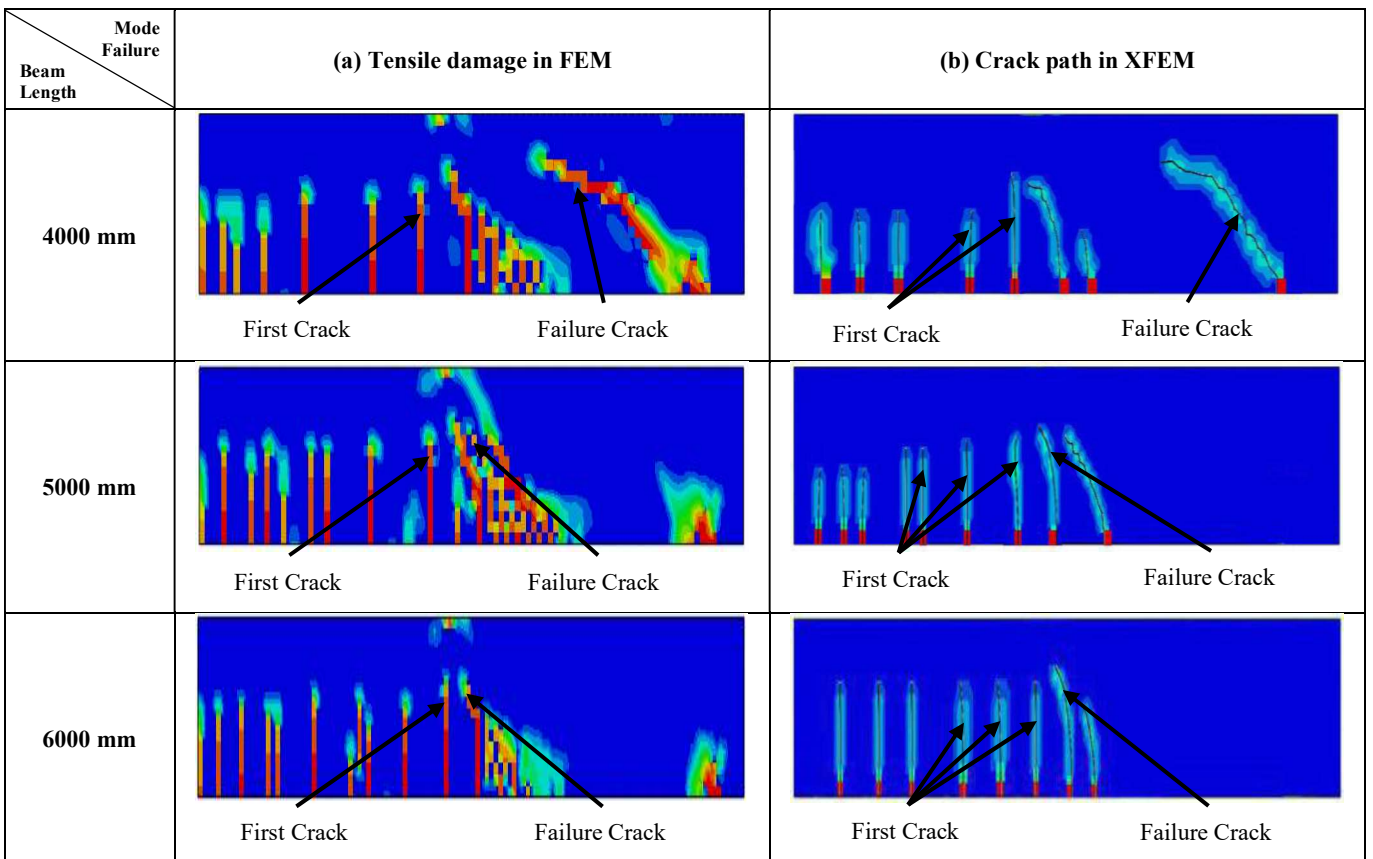 Mode
Failure
Beam
Length
(a) Tensile damage in FEM
(b) Crack path in XFEM
4000 mm
First Crack
Failure Crack
First Crack
Failure Crack
5000 mm
First Crack
Failure Crack
First Crack
Failure Crack
6000 mm
First Crack
Failure Crack
First Crack
Failure Crack